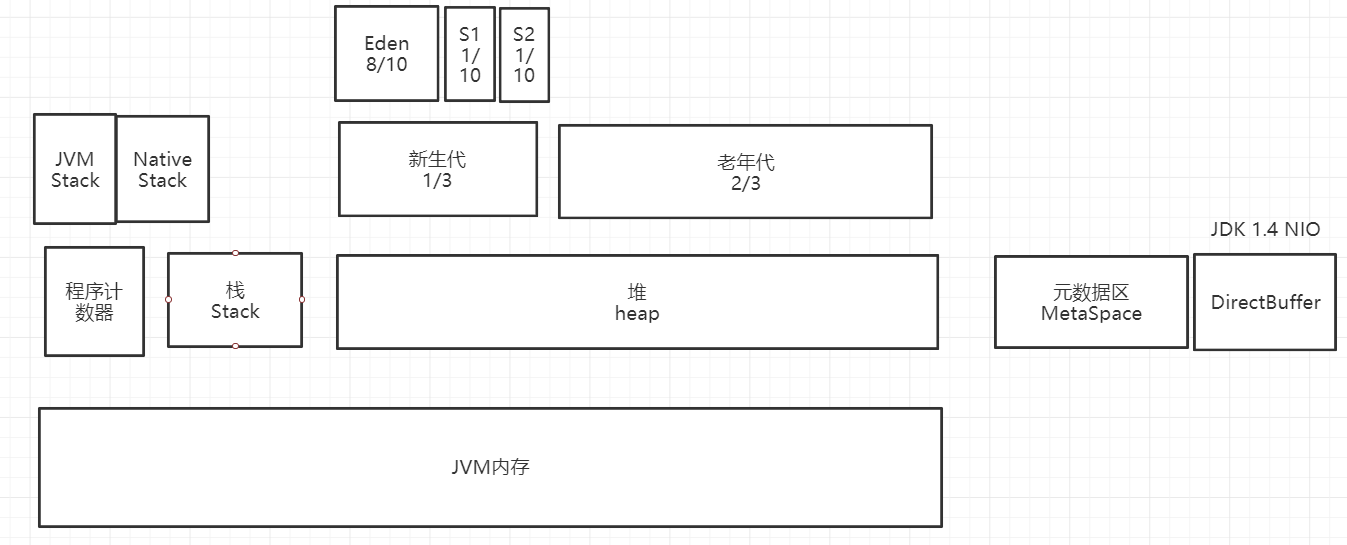 Eden
8/10
S1
1/
10
S2
1/
10
JVM
Stack
Native
Stack
新生代
1/3
老年代
2/3
JDK 1.4 NIO
程序计
数器
栈
Stack
堆
heap
元数据区
MetaSpace
DirectBuffer
JVM内存